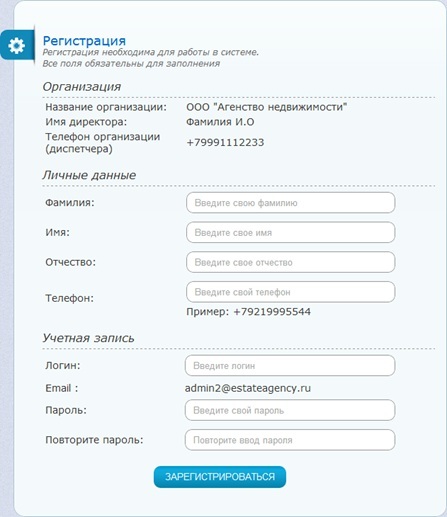 Регистрация
Регистрация необходима для работы в системе.
Все поля обязательны для заполнения
Организация
Название организации: ООО "Агенство недвижимости"
Имя директора: Фамилия И.О
Телефон организации (диспетчера) +79991112233
Личные данные
Фамилия: Введите свою фамилию
Имя: Введите свое имя
Отчество: Введите свое отчество
Телефон: Введите свой телефон
Пример: +79219995544
Учетная запись
Логин: Введите логин
Email : admin2@estateagency.ru
Пароль: Введите свой пароль
Повторите пароль: Повторите ввод пароля
ЗАРЕГИСТРИРОВАТЬСЯ